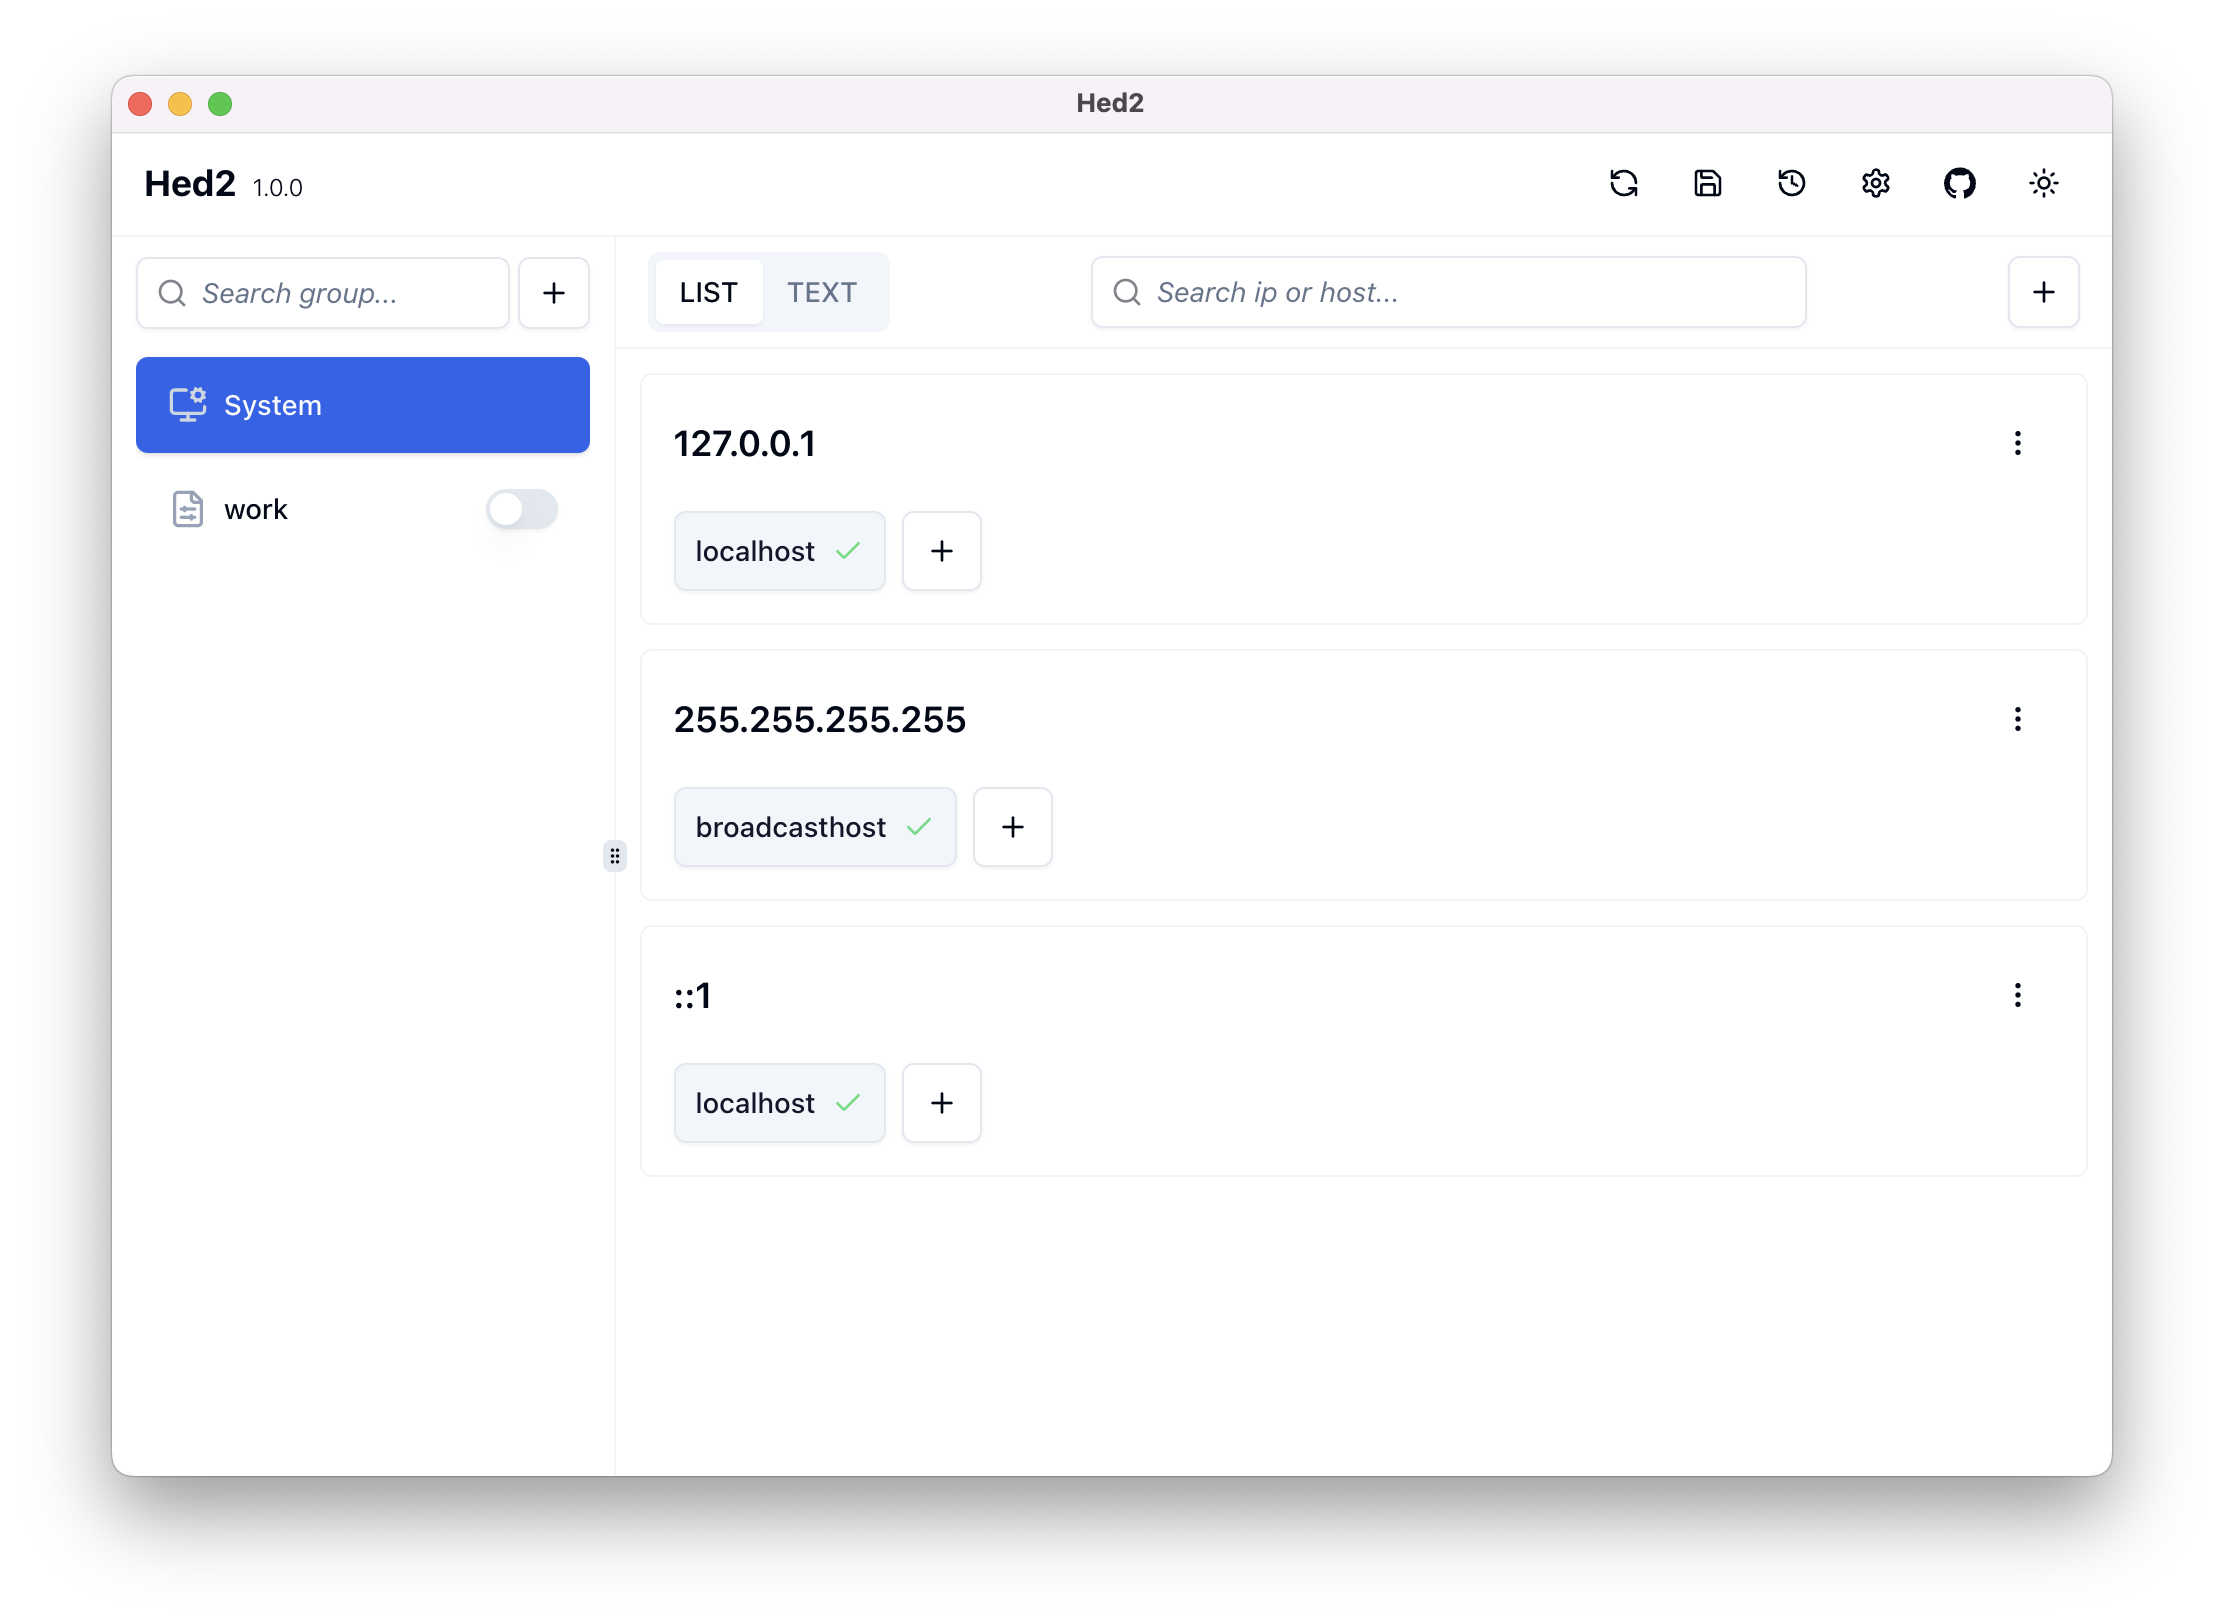 Hed2
Hed2 1.0.0
Search group...
System
work
LIST TEXT
Search ip or host...
127.0.0.1
localhost
255.255.255.255
broadcasthost
::1
localhost